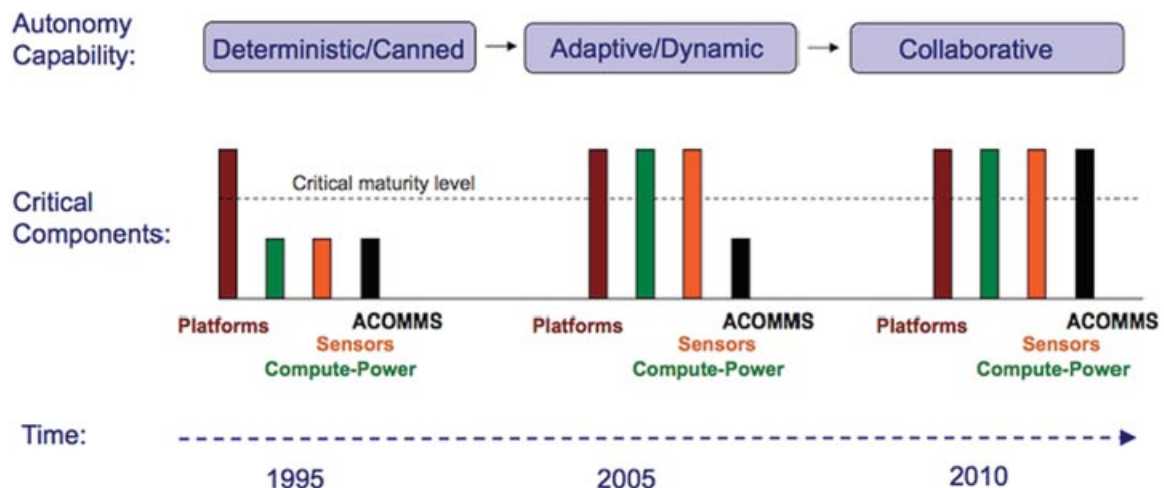 Autonomy
Capability:
Deterministic/Canned
Adaptive/Dynamic
Collaborative
Critical maturity level
Critical
Components:
Platforms
ACOMMS
Sensors
Compute-Power
Platforms
ACOMMS
Sensors
Compute-Power
Platforms
ACOMMS
Sensors
Compute-Power
Time:
1995
2005
2010